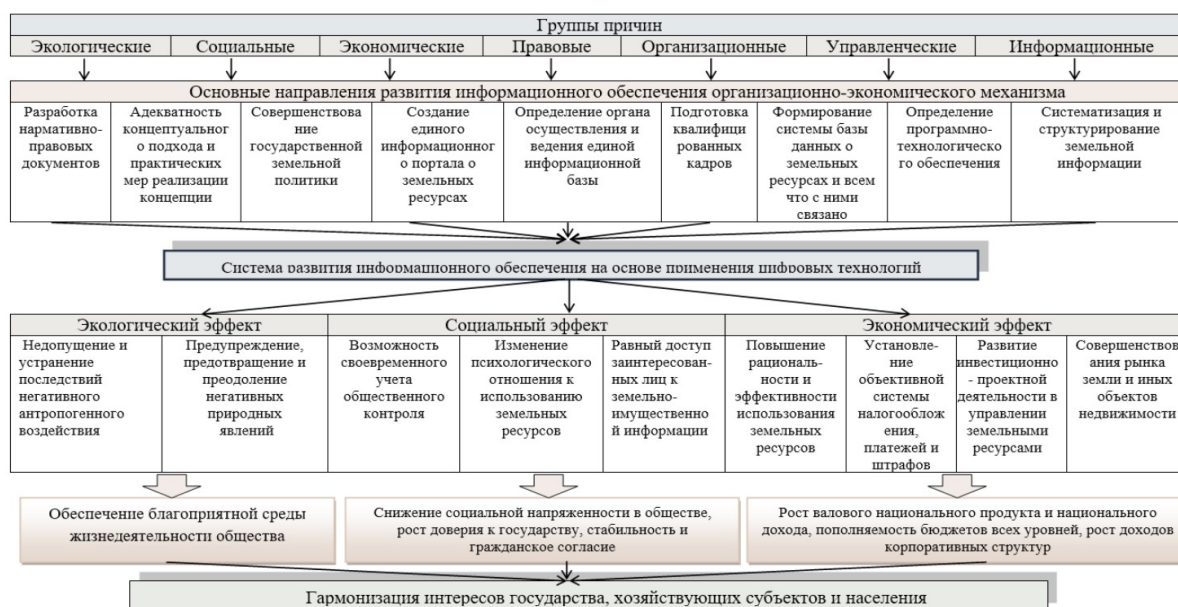 Группы причин
Экологические
Социальные
Экономические
Правовые
Организационные
Управленческие
Информационные
Основные направления развития информационного обеспечения организационно-экономического механизма
Разработка
нормативно-
правовых
документов
Адекватность
концептуальног
о подхода и
практических
мер реализации
концепции
Совершенствова
ние
государственной
земельной
политики
Создание
единого
информационног
о портала о
земельных
ресурсах
Определение органа
осуществления и
ведения единой
информационной
базы
Подготовка
квалифици
рованных
кадров
Формирование
системы базы
данных о
земельных
ресурсах и всем
что с ними
связано
Определение
программно-
технологическо
го обеспечения
Систематизация и
структурирование
земельной
информации
Система развития информационного обеспечения на основе применения цифровых технологий
Экологический эффект
Социальный эффект
Экономический эффект
Недопущение и
устранение
последствий
негативного
антропогенного
воздействия
Предупреждение,
предотвращение и
преодоление
негативных
природных
явлений
Возможность
своевременного
учета
общественного
контроля
Изменение
психологического
отношения к
использованию
земельных
ресурсов
Равный доступ
заинтересован-
ных лиц к
земельно-
имущественно
й информации
Повышение
рациональ-
ности и
эффективности
использования
земельных
ресурсов
Установле-
ние
объективной
системы
налогооблож
ения,
платежей и
штрафов
Развитие
инвестиционно
- проектной
деятельности в
управлении
земельными
ресурсами
Совершенствов
ания рынка
земли и иных
объектов
недвижимости
Обеспечение благоприятной среды
жизнедеятельности общества
Снижение социальной напряженности в обществе,
рост доверия к государству, стабильность и
гражданское согласие
Рост валового национального продукта и национального
дохода, пополняемость бюджетов всех уровней, рост доходов
корпоративных структур
Гармонизация интересов государства, хозяйствующих субъектов и населения